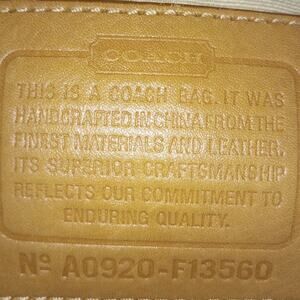 COACH
THIS IS A COACH BAG. IT WAS
HANDCRAFTED IN CHINA FROM THE
FINEST MATERIALS AND LEATHER.
ITS SUPERIOR CRAFTSMANSHIP
REFLECTS OUR COMMITMENT TO
ENDURING QUALITY.
Nº A0920-F13560